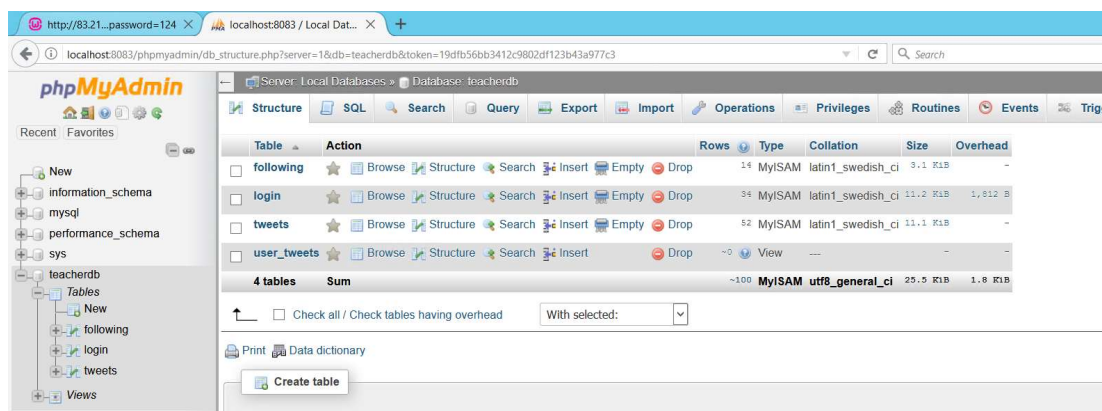 http://83.21...password=124
localhost:8083 / Local Dat...
localhost:8083/phpmyadmin/db_structure.php?server=1&db=teacherdb&token=19dfb56bb3412c9802df123b43a977c3
Search
phpMyAdmin
Recent Favorites
New
information_schema
mysql
performance_schema
sys
teacherdb
Tables
New
following
login
tweets
Views
Server: Local Databases » Database: teacherdb
Structure SQL Search Query Export Import Operations Privileges Routines Events Trig
Table Action Rows Type Collation Size Overhead
following Browse Structure Search Insert Empty Drop 14 MyISAM latin1_swedish_ci 3.1 KiB -
login Browse Structure Search Insert Empty Drop 34 MyISAM latin1_swedish_ci 11.2 KiB 1,812 B
tweets Browse Structure Search Insert Empty Drop 52 MyISAM latin1_swedish_ci 11.1 KiB -
user_tweets Browse Structure Search Insert Drop ~0 View --- - -
4 tables Sum ~100 MyISAM utf8_general_ci 25.5 KiB 1.8 KiB
Check all / Check tables having overhead With selected:
Print Data dictionary
Create table